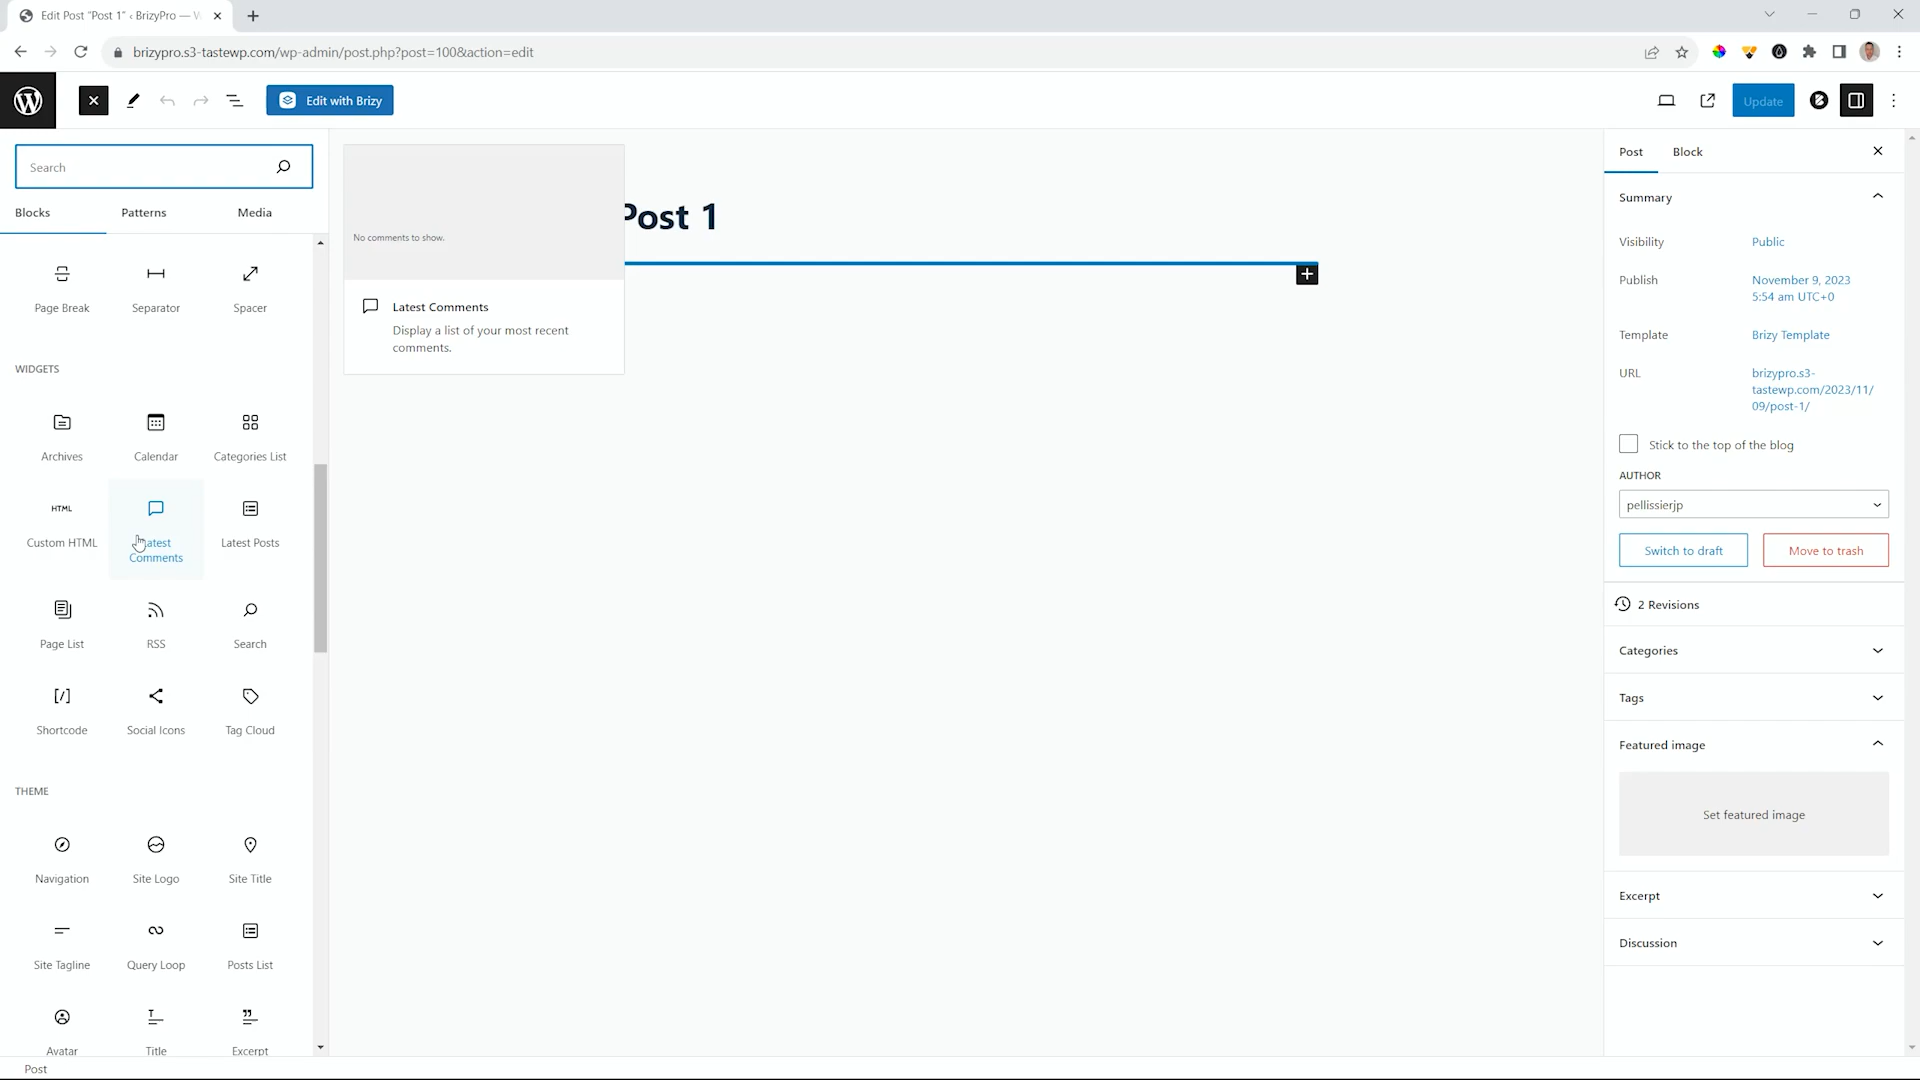 Edit Post “Post 1” ‹ BrizyPro — W
brizypro.s3-tastewp.com/wp-admin/post.php?post=100&action=edit
Edit with Brizy
Update
Search
Blocks
Patterns
Media
Page Break
Separator
Spacer
WIDGETS
Archives
Calendar
Categories List
HTML
Custom HTML
Latest
Comments
Latest Posts
Page List
RSS
Search
[/]
Shortcode
Social Icons
Tag Cloud
THEME
Navigation
Site Logo
Site Title
Site Tagline
Query Loop
Posts List
Avatar
Title
Excerpt
Post
No comments to show.
Latest Comments
Display a list of your most recent
comments.
Post 1
Post
Block
Summary
Visibility
Public
Publish
November 9, 2023
5:54 am UTC+0
Template
Brizy Template
URL
brizypro.s3-
tastewp.com/2023/11/
09/post-1/
Stick to the top of the blog
AUTHOR
pellissierjp
Switch to draft
Move to trash
2 Revisions
Categories
Tags
Featured image
Set featured image
Excerpt
Discussion